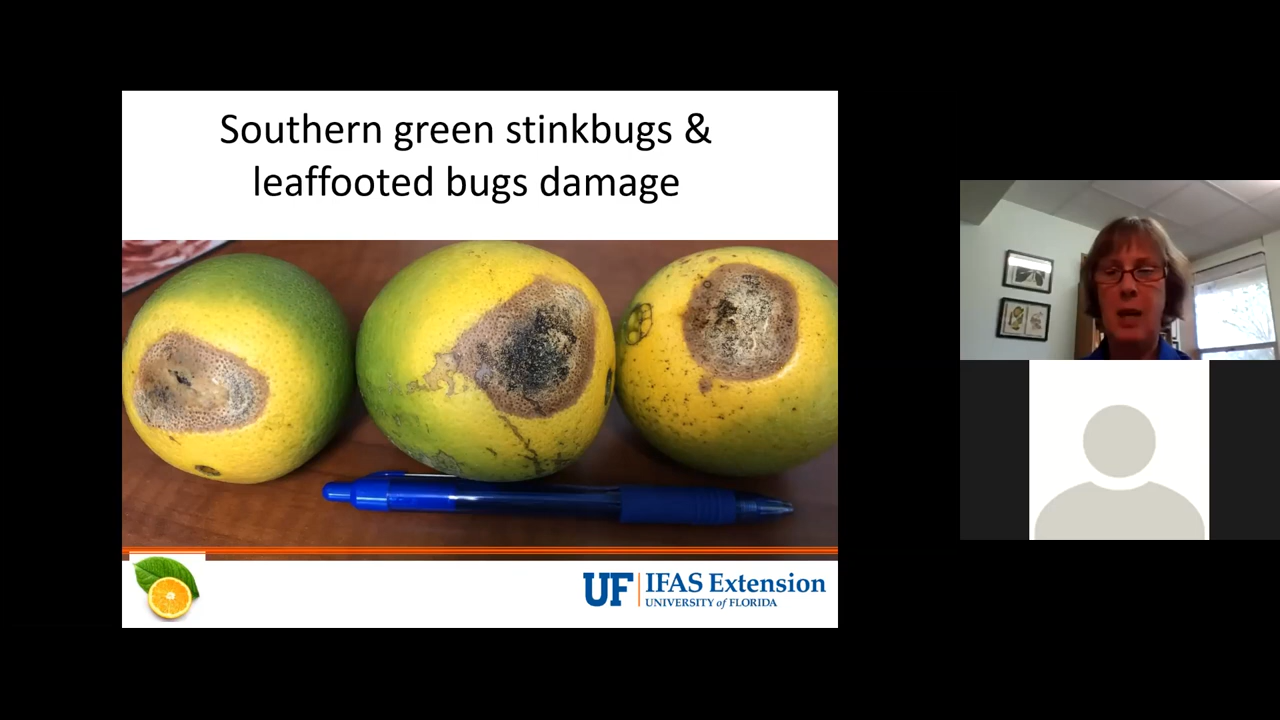 Southern green stinkbugs &
leaffooted bugs damage
UF IFAS Extension
UNIVERSITY of FLORIDA